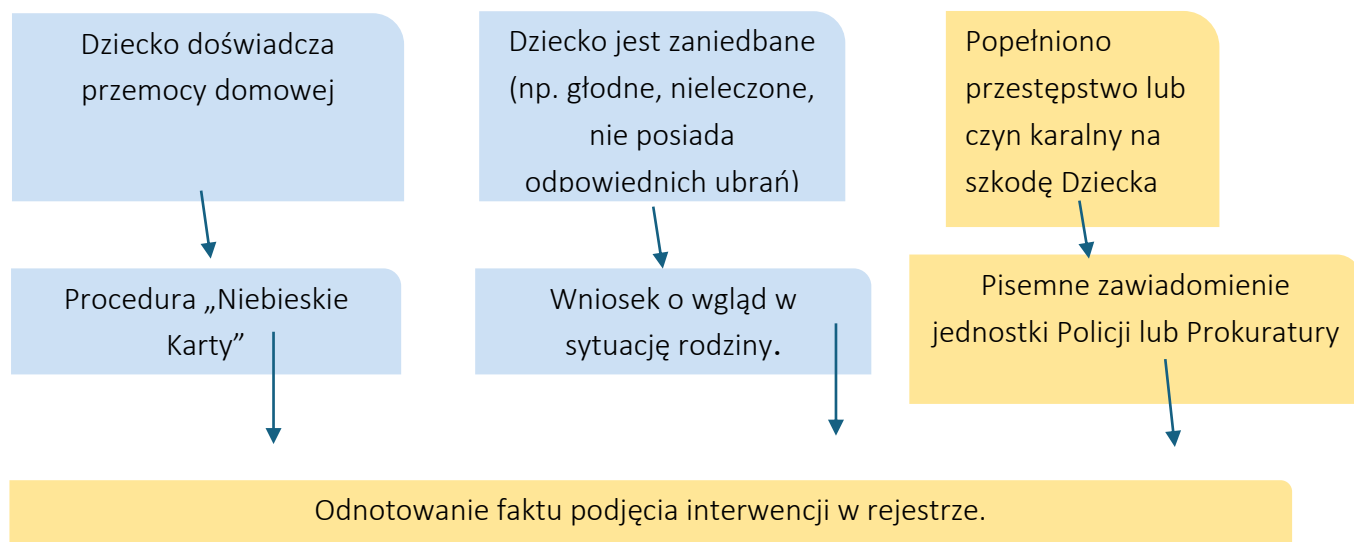 Dziecko doświadcza
przemocy domowej
Dziecko jest zaniedbane
(np. głodne, nieleczone,
nie posiada
odpowiednich ubrań)
Popełniono
przestępstwo lub
czyn karalny na
szkodę Dziecka
Procedura „Niebieskie
Karty”
Wniosek o wgląd w
sytuację rodziny.
Pisemne zawiadomienie
jednostki Policji lub Prokuratury
Odnotowanie faktu podjęcia interwencji w rejestrze.